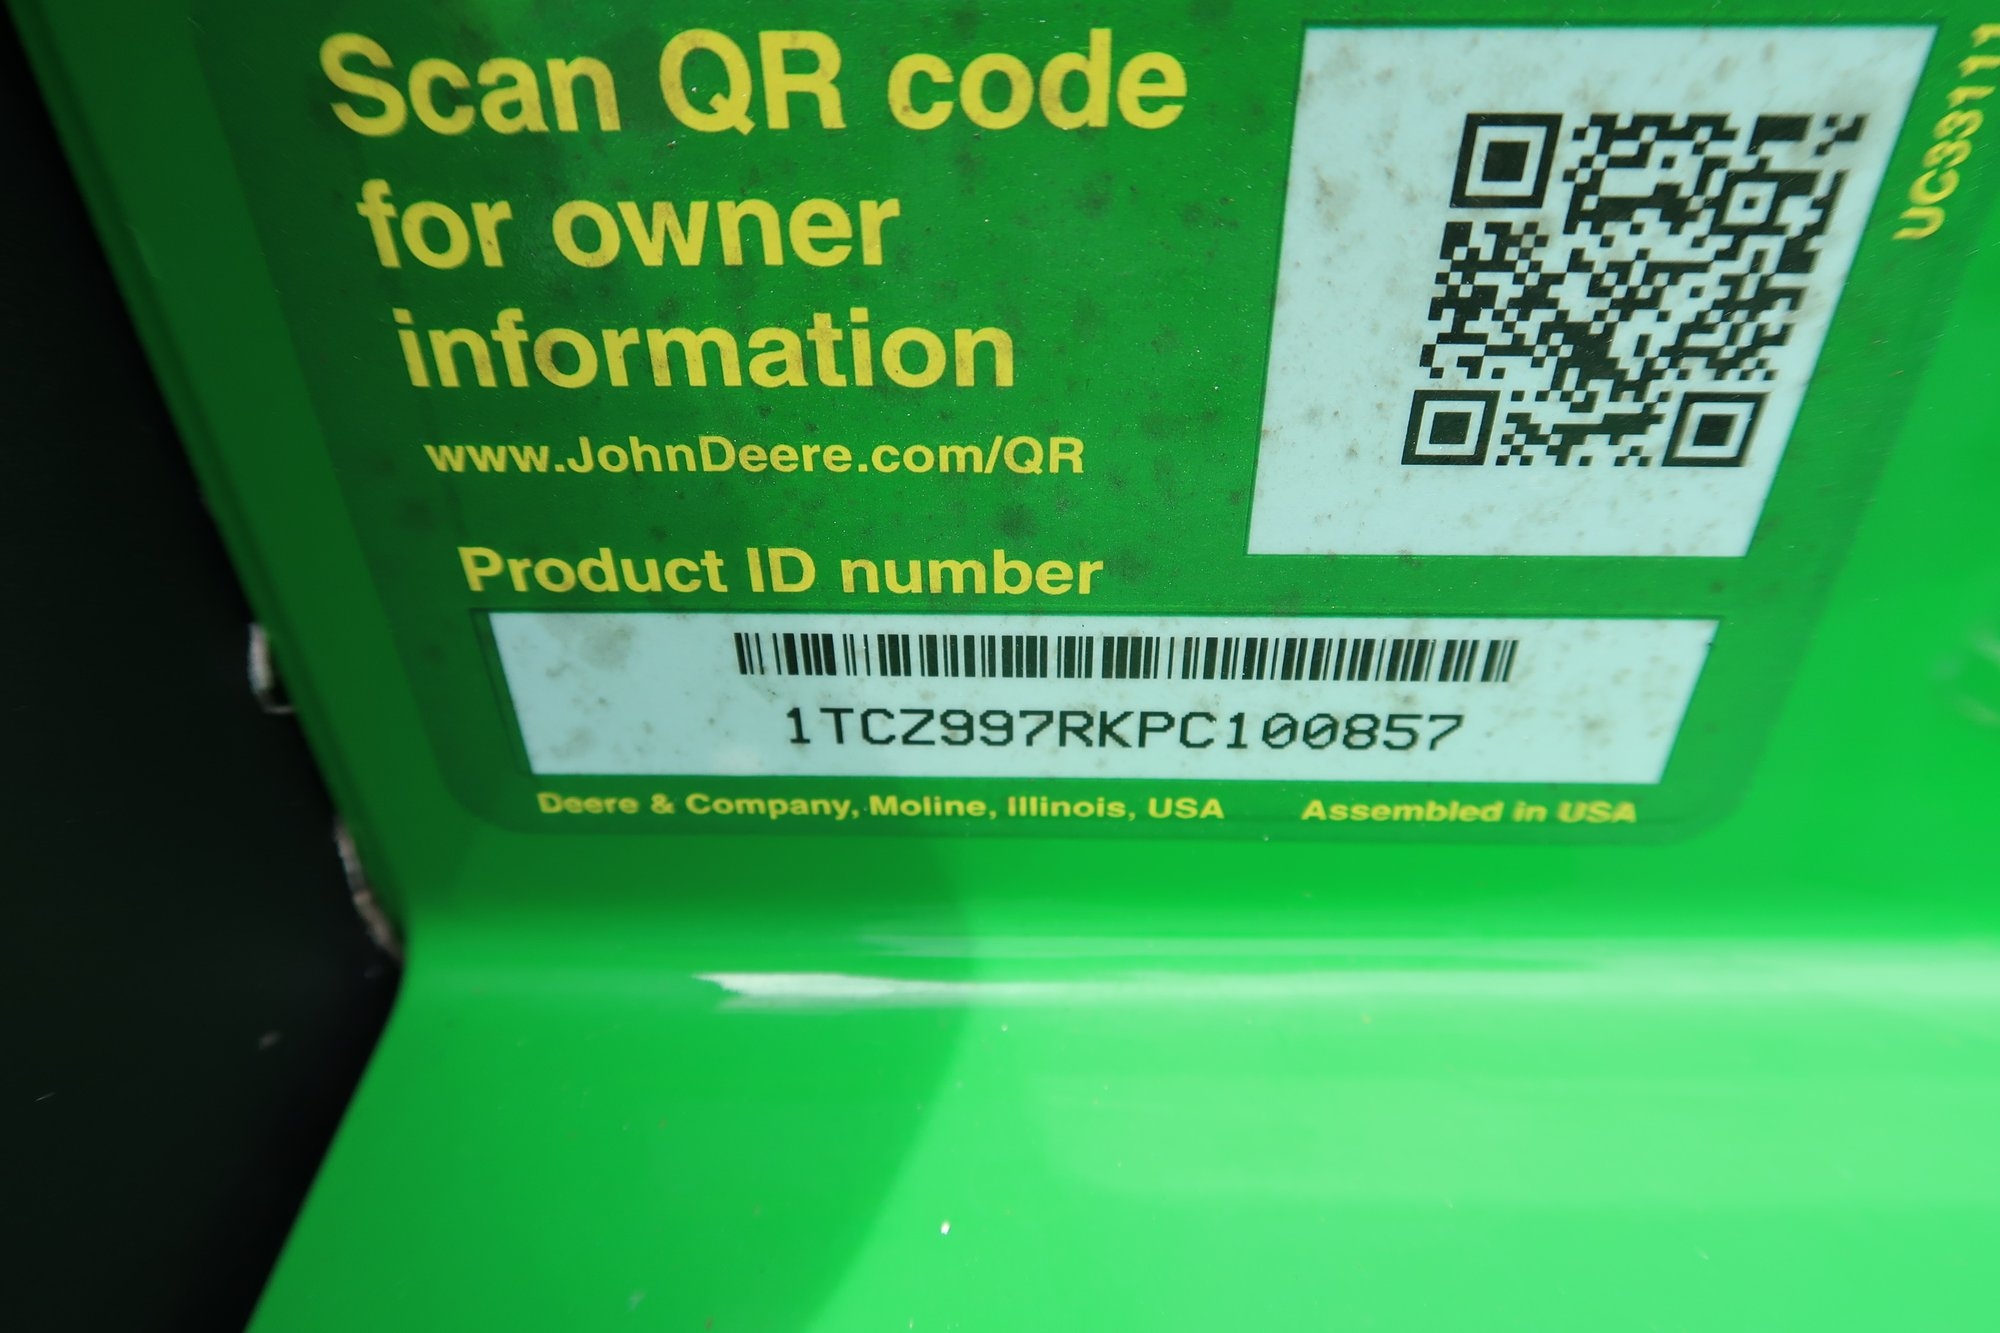 Scan QR code
for owner
information
www.JohnDeere.com/QR
Product ID number
1TCZ997RKPC100857
Deere & Company, Moline, Illinois, USA
Assembled in USA
UC33111